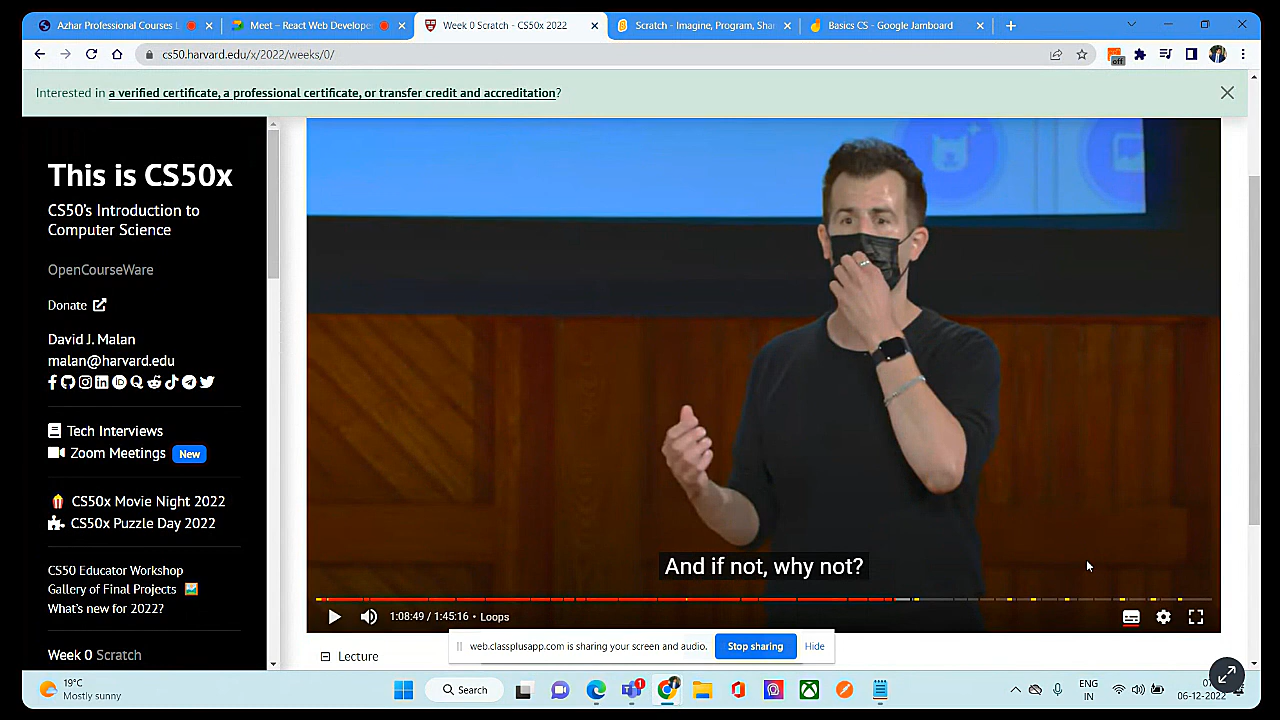 Azhar Professional Courses L
Meet – React Web Develope
Week 0 Scratch - CS50x 2022
Scratch - Imagine, Program, Sha
Basics CS - Google Jamboard
cs50.harvard.edu/x/2022/weeks/0/
off
Interested in a verified certificate, a professional certificate, or transfer credit and accreditation?
This is CS50x
CS50's Introduction to
Computer Science
OpenCourseWare
Donate
David J. Malan
malan@harvard.edu
Tech Interviews
Zoom Meetings New
CS50x Movie Night 2022
CS50x Puzzle Day 2022
CS50 Educator Workshop
Gallery of Final Projects
What's new for 2022?
Week 0 Scratch
And if not, why not?
1:08:49 / 1:45:16 • Loops
web.classplusapp.com is sharing your screen and audio.
Stop sharing
Hide
Lecture
19°C
Mostly sunny
Search
1
ENG
IN
06-12-2022